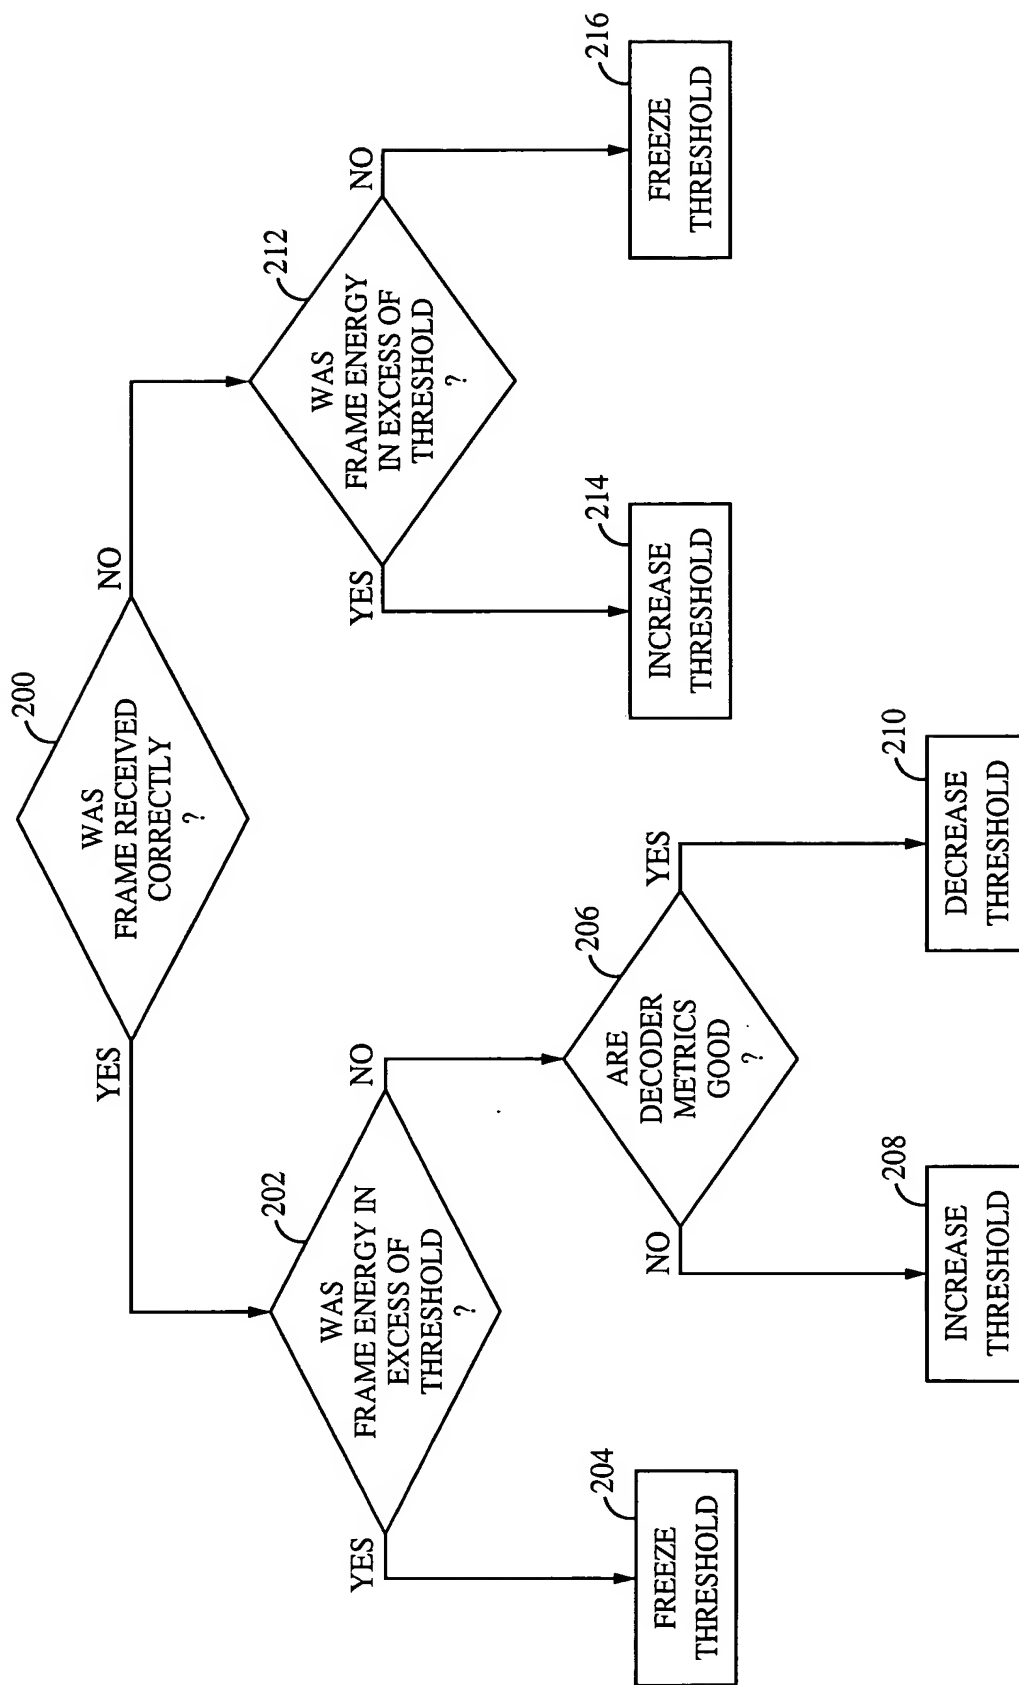 200
WAS
FRAME RECEIVED
CORRECTLY
?
YES
NO
202
WAS
FRAME ENERGY IN
EXCESS OF
THRESHOLD
?
YES
NO
212
WAS
FRAME ENERGY
IN EXCESS OF
THRESHOLD
?
YES
NO
204
FREEZE
THRESHOLD
206
ARE
DECODER
METRICS
GOOD
?
NO
YES
214
INCREASE
THRESHOLD
216
FREEZE
THRESHOLD
208
INCREASE
THRESHOLD
210
DECREASE
THRESHOLD